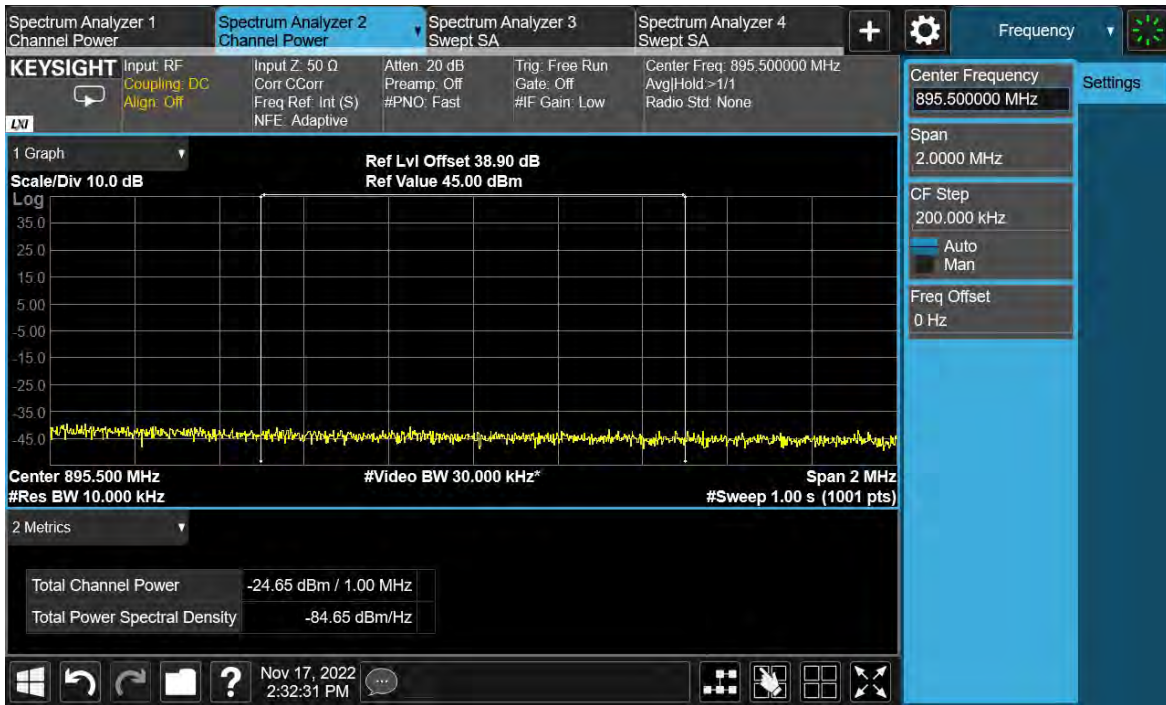 Spectrum Analyzer 1
Channel Power
Spectrum Analyzer 2
Channel Power
Spectrum Analyzer 3
Swept SA
Spectrum Analyzer 4
Swept SA
+
Frequency
KEYSIGHT
LXI
Input: RF
Coupling: DC
Align: Off
Input Z: 50 Ω
Corr CCorr
Freq Ref: Int (S)
NFE: Adaptive
Atten: 20 dB
Preamp: Off
#PNO: Fast
Trig: Free Run
Gate: Off
#IF Gain: Low
Center Freq: 895.500000 MHz
Avg|Hold:>1/1
Radio Std: None
1 Graph
Scale/Div 10.0 dB
Ref Lvl Offset 38.90 dB
Ref Value 45.00 dBm
Log
35.0
25.0
15.0
5.00
-5.00
-15.0
-25.0
-35.0
-45.0
Center 895.500 MHz
#Res BW 10.000 kHz
#Video BW 30.000 kHz*
Span 2 MHz
#Sweep 1.00 s (1001 pts)
2 Metrics
Total Channel Power -24.65 dBm / 1.00 MHz
Total Power Spectral Density -84.65 dBm/Hz
?
Nov 17, 2022
2:32:31 PM
Center Frequency
895.500000 MHz
Span
2.0000 MHz
CF Step
200.000 kHz
Auto
Man
Freq Offset
0 Hz
Settings